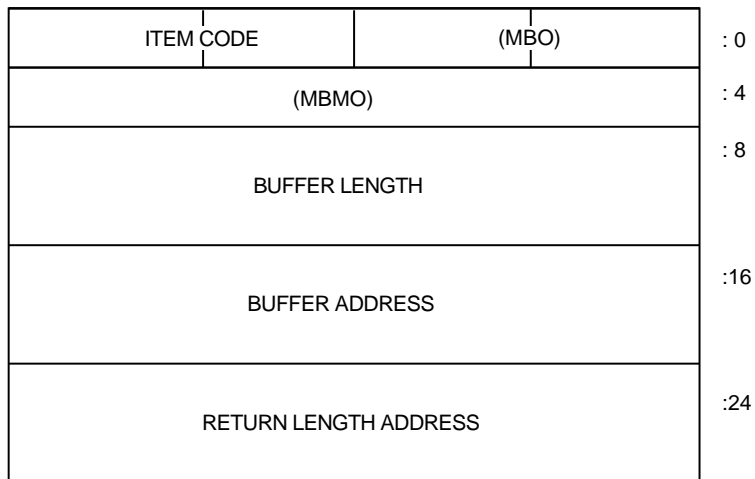 ITEM CODE (MBO) : 0
(MBMO) : 4
: 8
BUFFER LENGTH
:16
BUFFER ADDRESS
:24
RETURN LENGTH ADDRESS